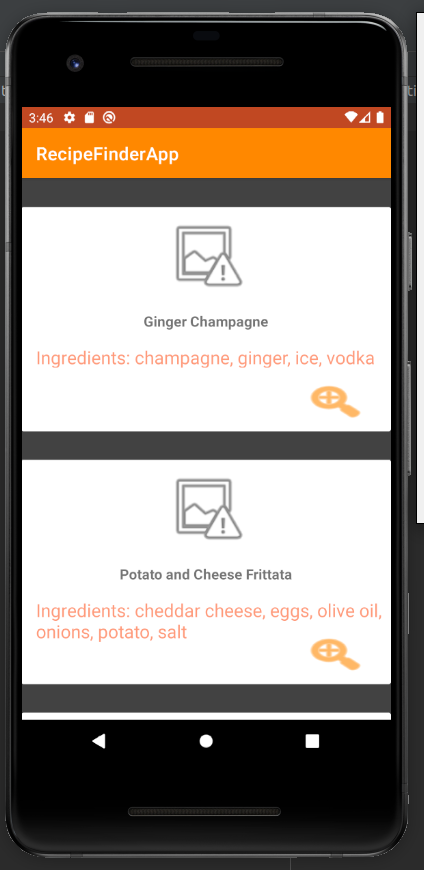 3:46
RecipeFinderApp
Ginger Champagne
Ingredients: champagne, ginger, ice, vodka
Potato and Cheese Frittata
Ingredients: cheddar cheese, eggs, olive oil,
onions, potato, salt